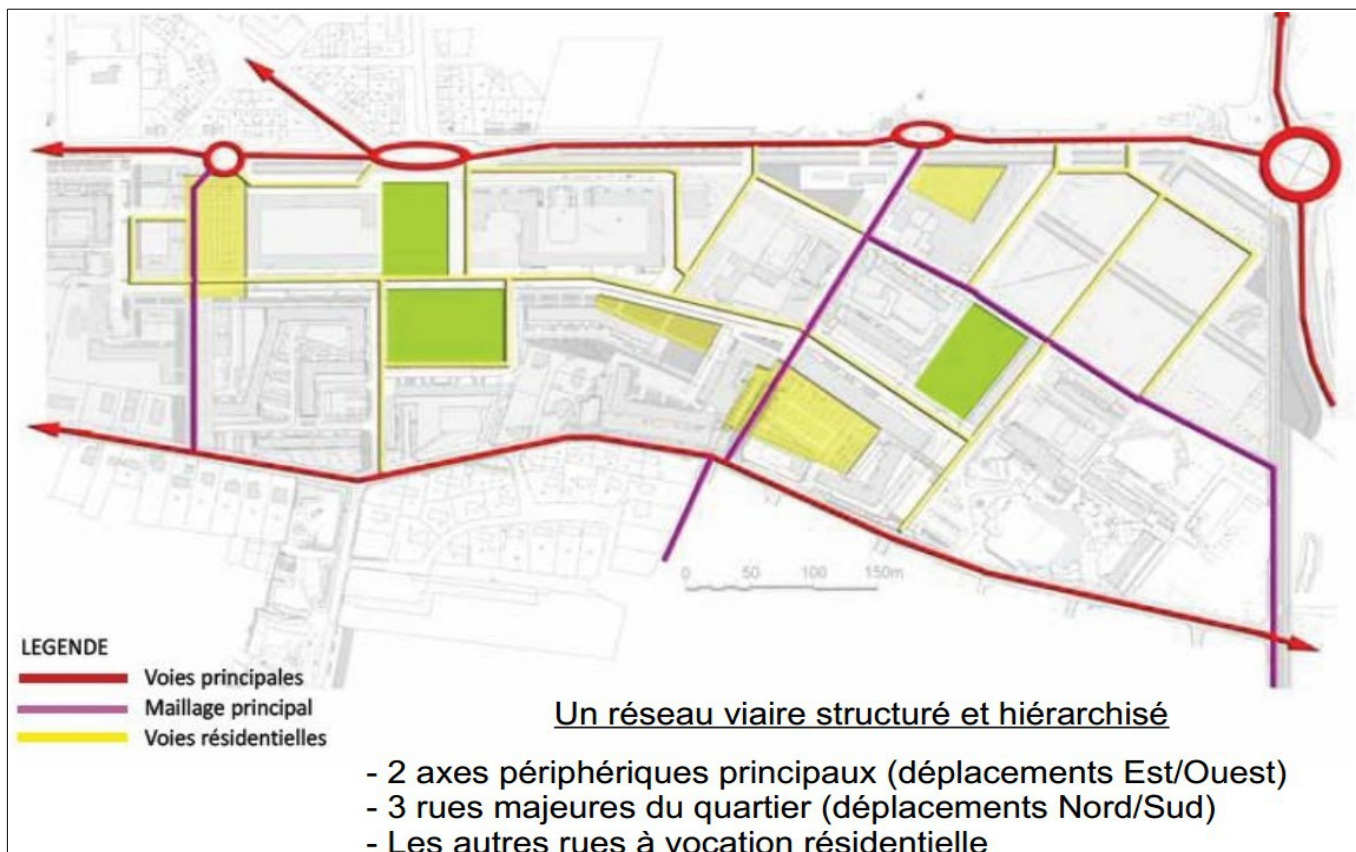 0 50 100 150m
LEGENDE
Voies principales
Maillage principal
Voies résidentielles
Un réseau viaire structuré et hiérarchisé
- 2 axes périphériques principaux (déplacements Est/Ouest)
- 3 rues majeures du quartier (déplacements Nord/Sud)
- Les autres rues à vocation résidentielle